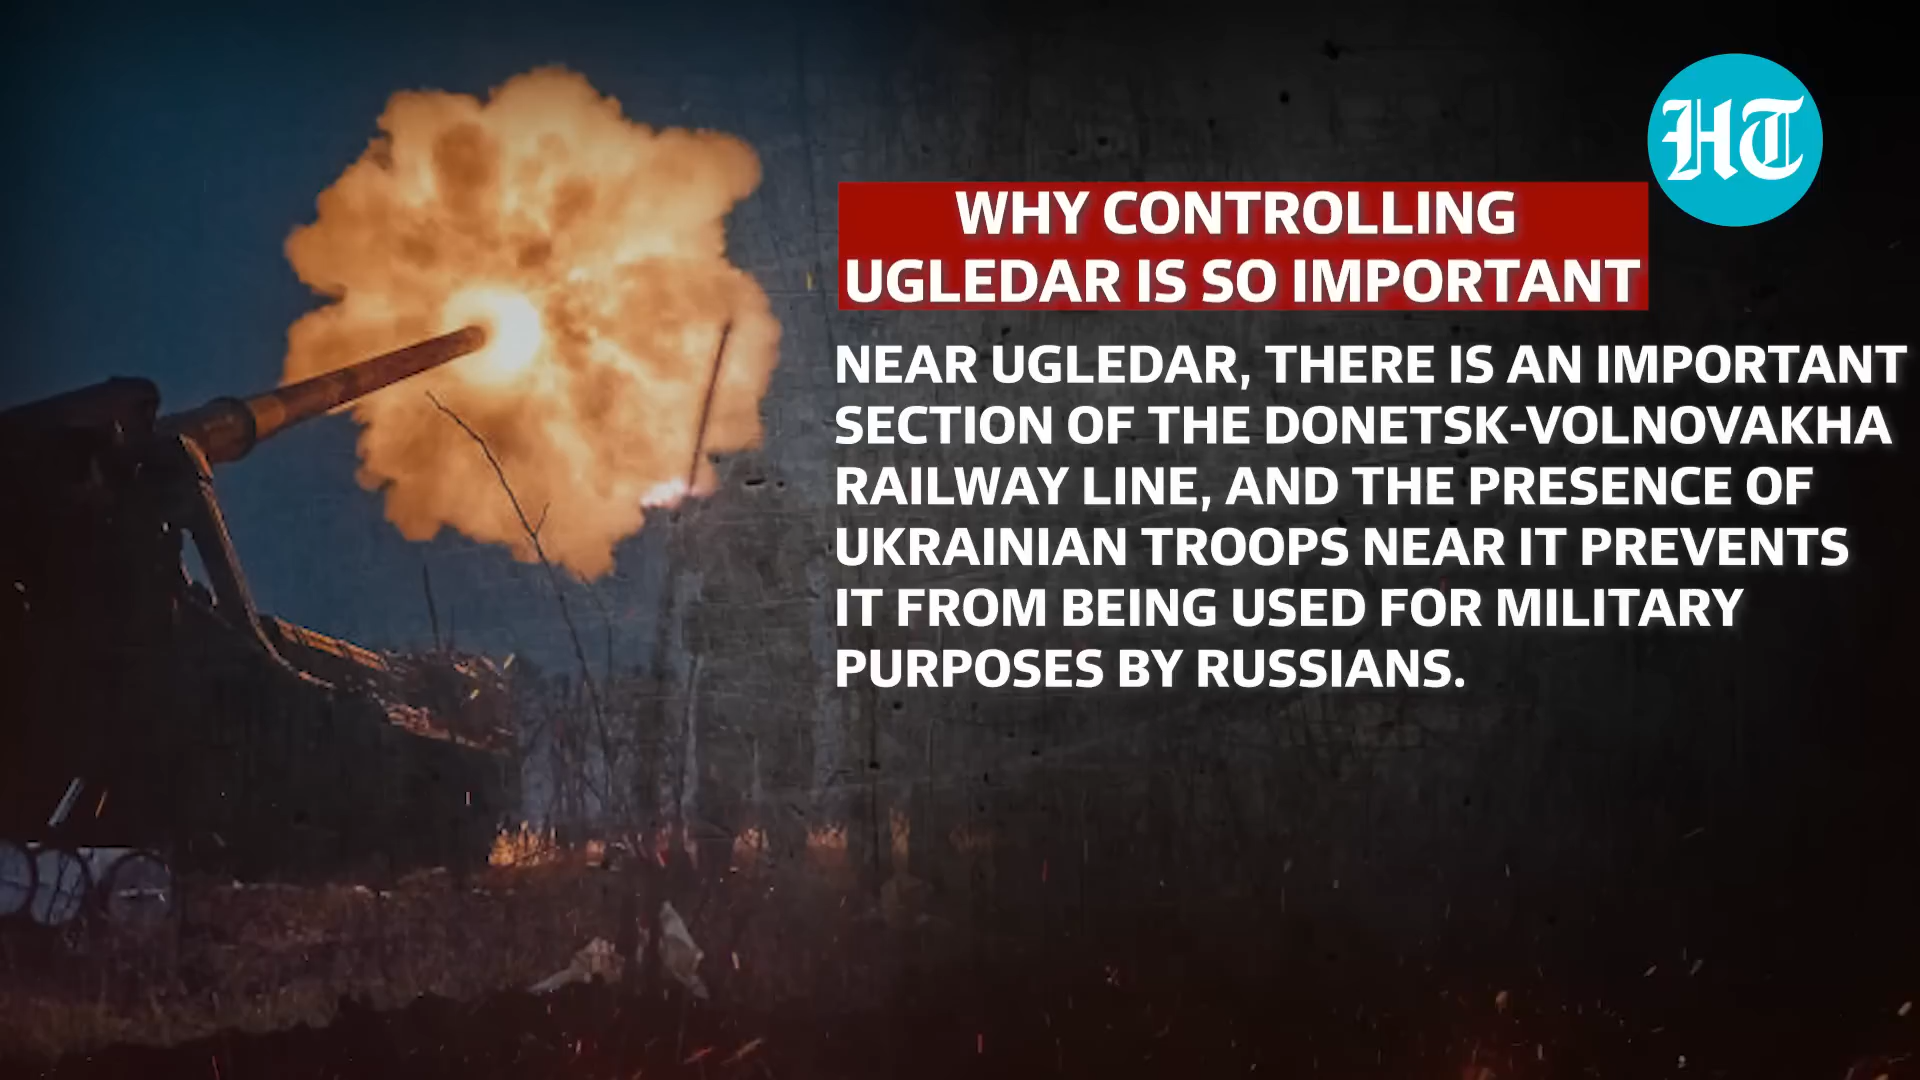 HT
WHY CONTROLLING
UGLEDAR IS SO IMPORTANT
NEAR UGLEDAR, THERE IS AN IMPORTANT
SECTION OF THE DONETSK-VOLNOVAKHA
RAILWAY LINE, AND THE PRESENCE OF
UKRAINIAN TROOPS NEAR IT PREVENTS
IT FROM BEING USED FOR MILITARY
PURPOSES BY RUSSIANS.